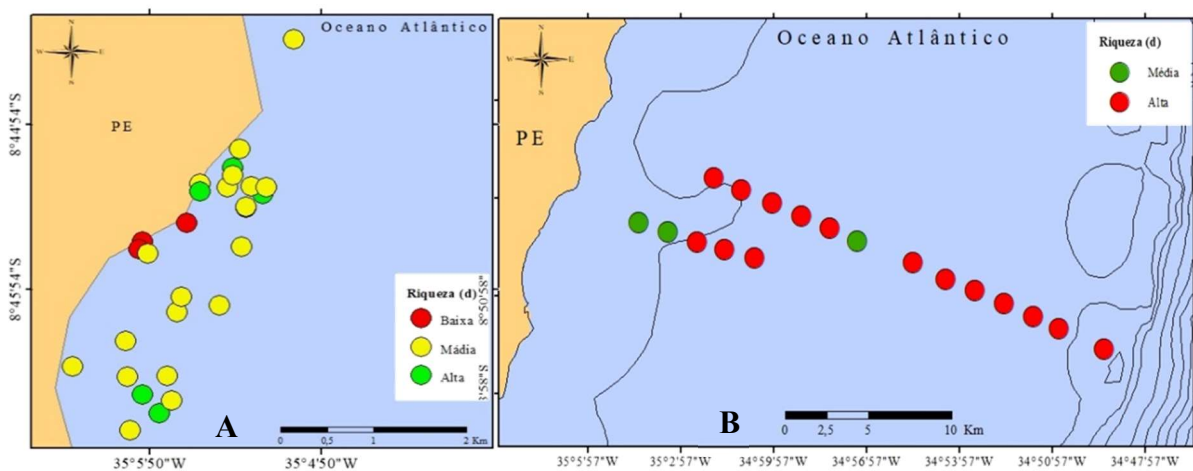 Oceano Atlântico
N
W
E
S
PE
8°44'54"S
8°45'54"S
Riqueza (d)
Baixa
Mádia
Alta
A
0 0,5 1 2 Km
35°5'50"W 35°4'50"W
Oceano Atlântico
N
W
E
S
PE
Riqueza (d)
Média
Alta
8°50'58"S
8°58"S
B
0 2,5 5 10 Km
35°5'57"W 35°2'57"W 34°59'57"W 34°56'57"W 34°53'57"W 34°50'57"W 34°47'57"W